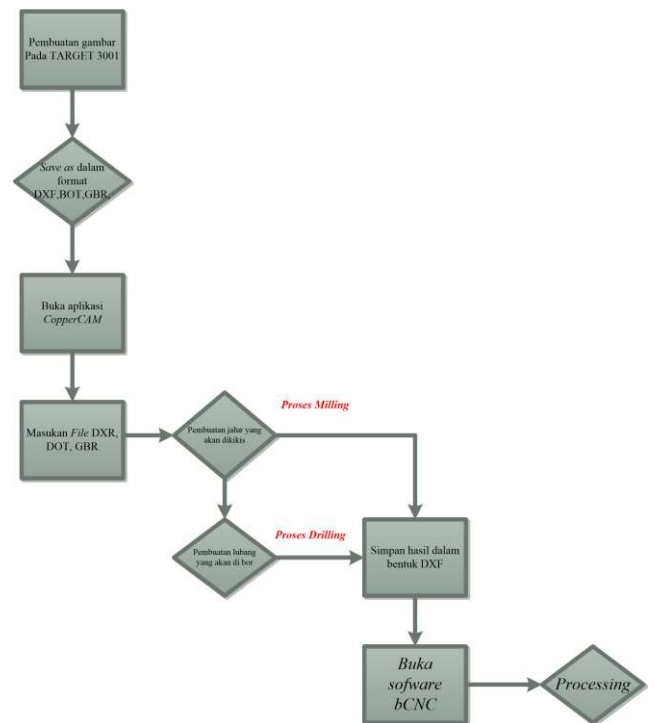 Pembuatan gambar
Pada TARGET 3001
Save as dalam
format
DXF,BOT,GBR,
Buka aplikasi
CopperCAM
Masukan File DXR,
DOT, GBR
Pembuatan jalur yang
akan dikikis
Proses Milling
Pembuatan lubang
yang akan di bor
Proses Drilling
Simpan hasil dalam
bentuk DXF
Buka
sofware
bCNC
Processing